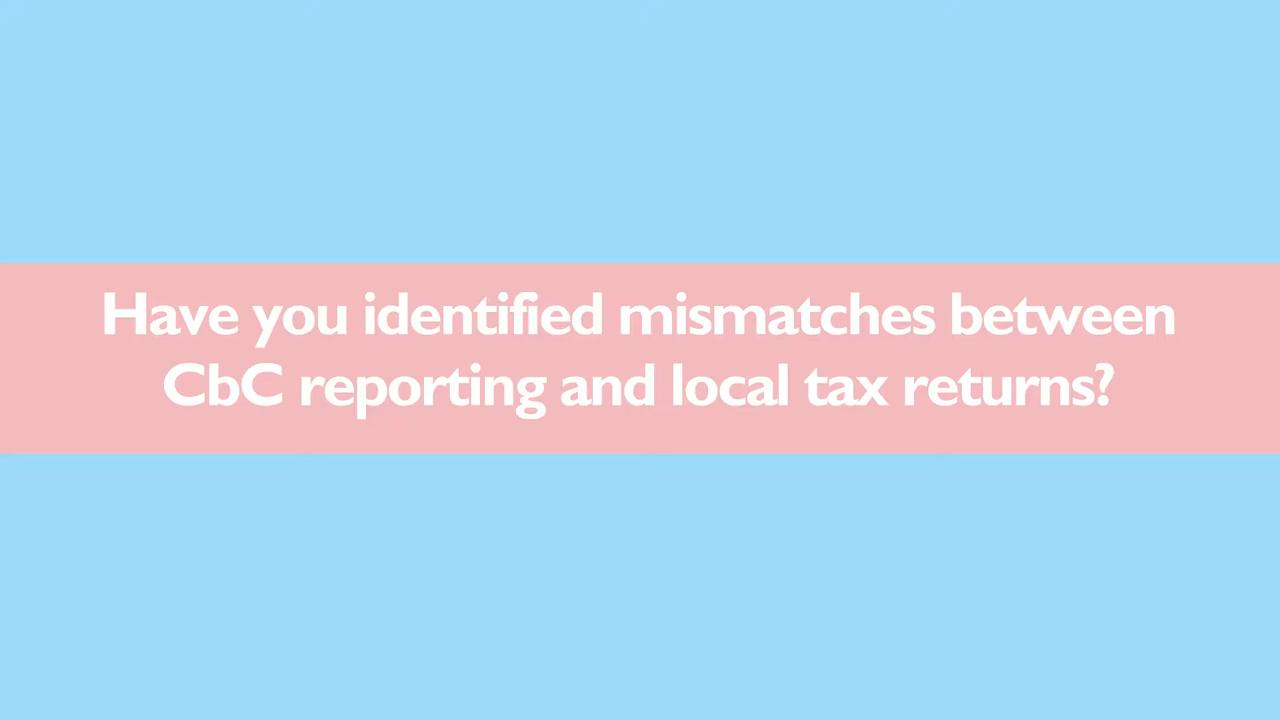 Have you identified mismatches between
CbC reporting and local tax returns?